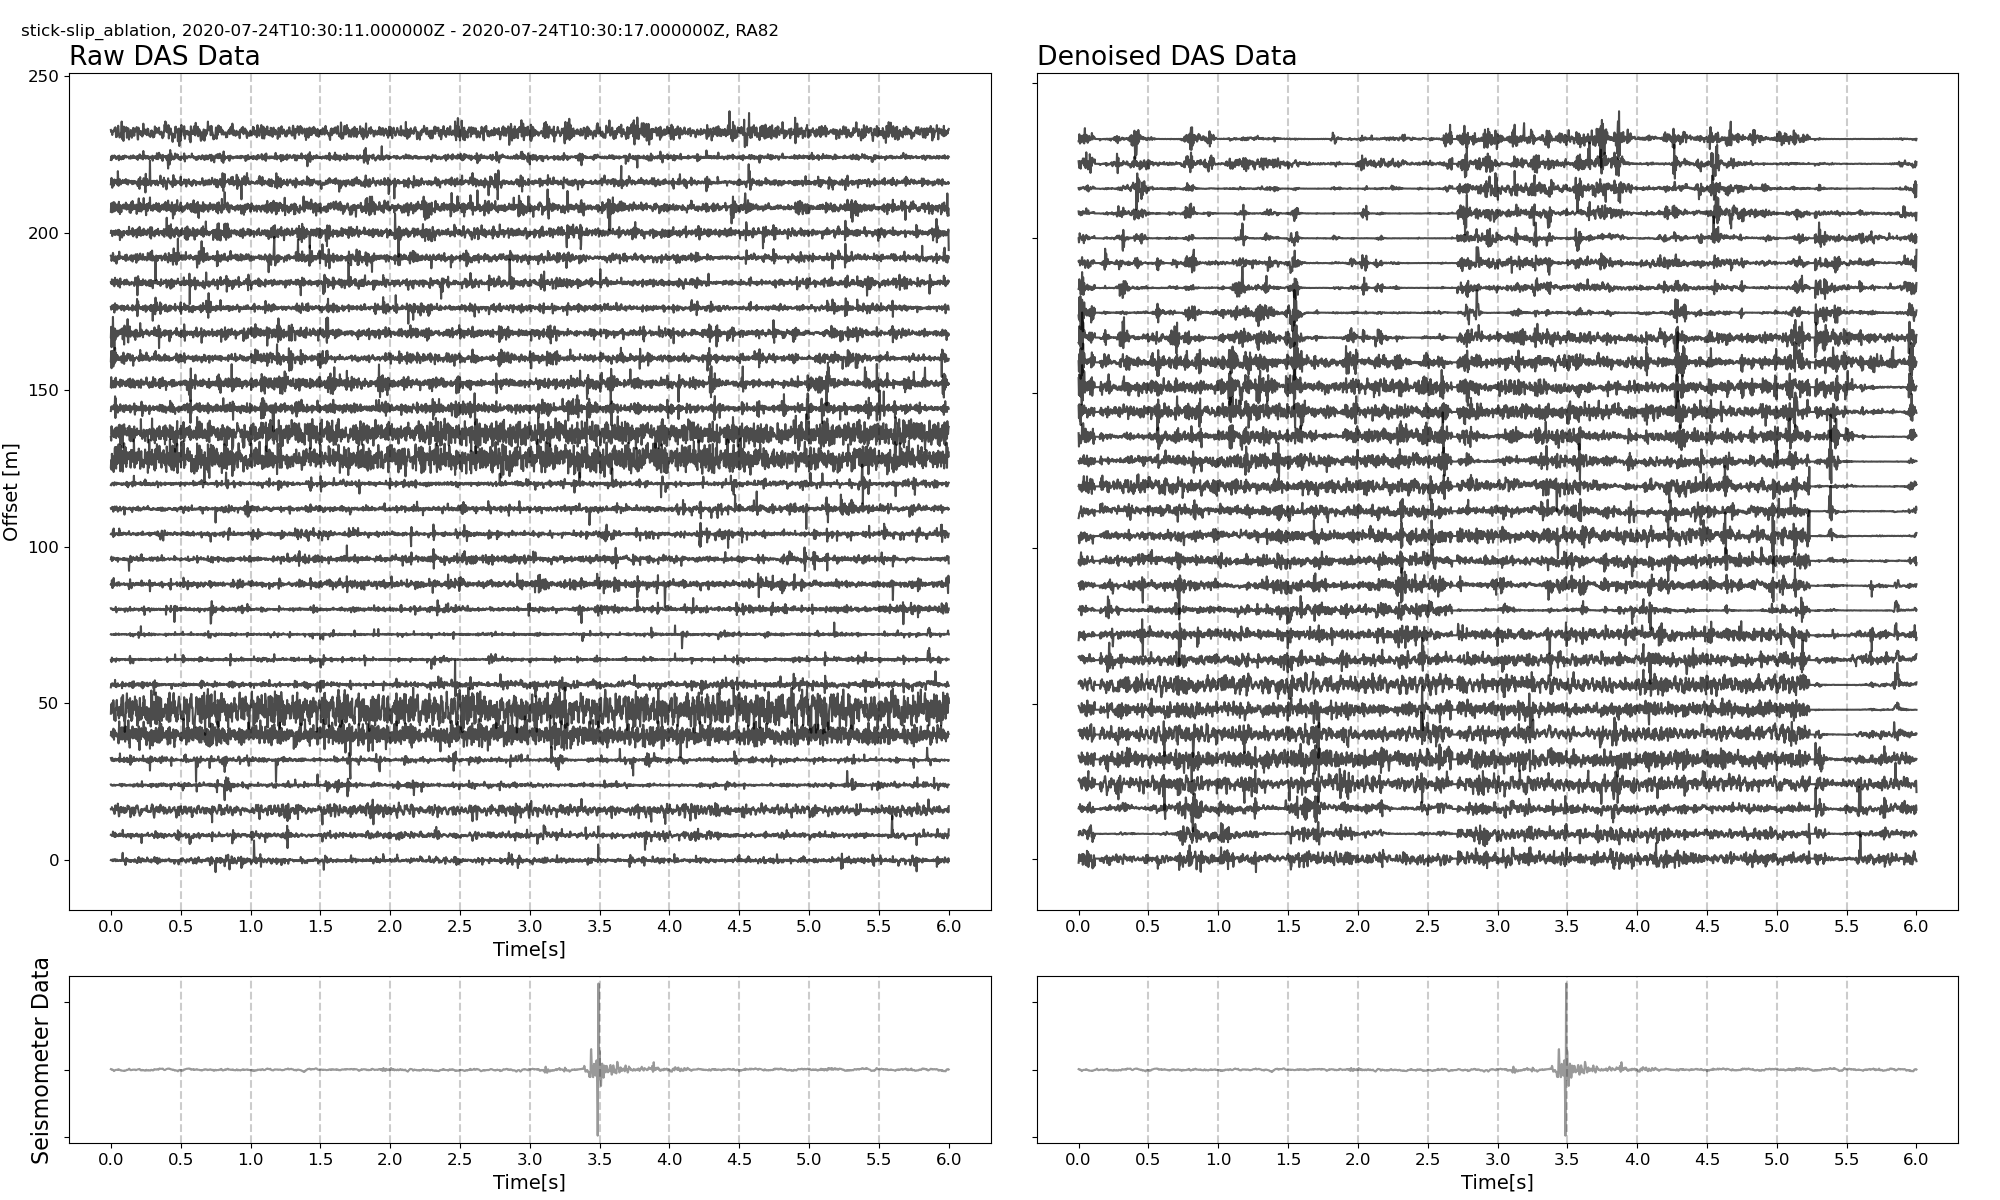 stick-slip_ablation, 2020-07-24T10:30:11.000000Z - 2020-07-24T10:30:17.000000Z, RA82
Raw DAS Data
Denoised DAS Data
250
200
150
100
50
0
Offset [m]
0.0 0.5 1.0 1.5 2.0 2.5 3.0 3.5 4.0 4.5 5.0 5.5 6.0
Time[s]
0.0 0.5 1.0 1.5 2.0 2.5 3.0 3.5 4.0 4.5 5.0 5.5 6.0
Seismometer Data
0.0 0.5 1.0 1.5 2.0 2.5 3.0 3.5 4.0 4.5 5.0 5.5 6.0
Time[s]
0.0 0.5 1.0 1.5 2.0 2.5 3.0 3.5 4.0 4.5 5.0 5.5 6.0
Time[s]